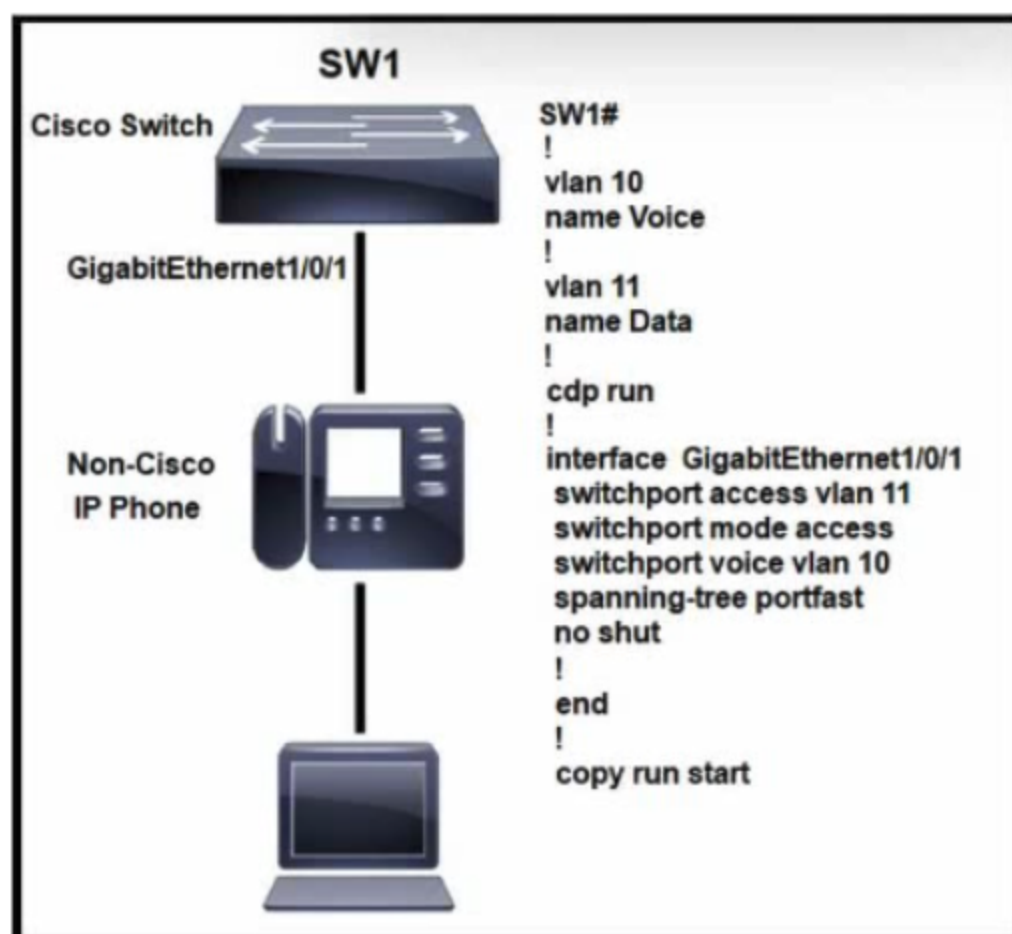 SW1
Cisco Switch
GigabitEthernet1/0/1
Non-Cisco
IP Phone
SW1#
!
vlan 10
name Voice
!
vlan 11
name Data
!
cdp run
!
interface GigabitEthernet1/0/1
switchport access vlan 11
switchport mode access
switchport voice vlan 10
spanning-tree portfast
no shut
!
end
!
copy run start